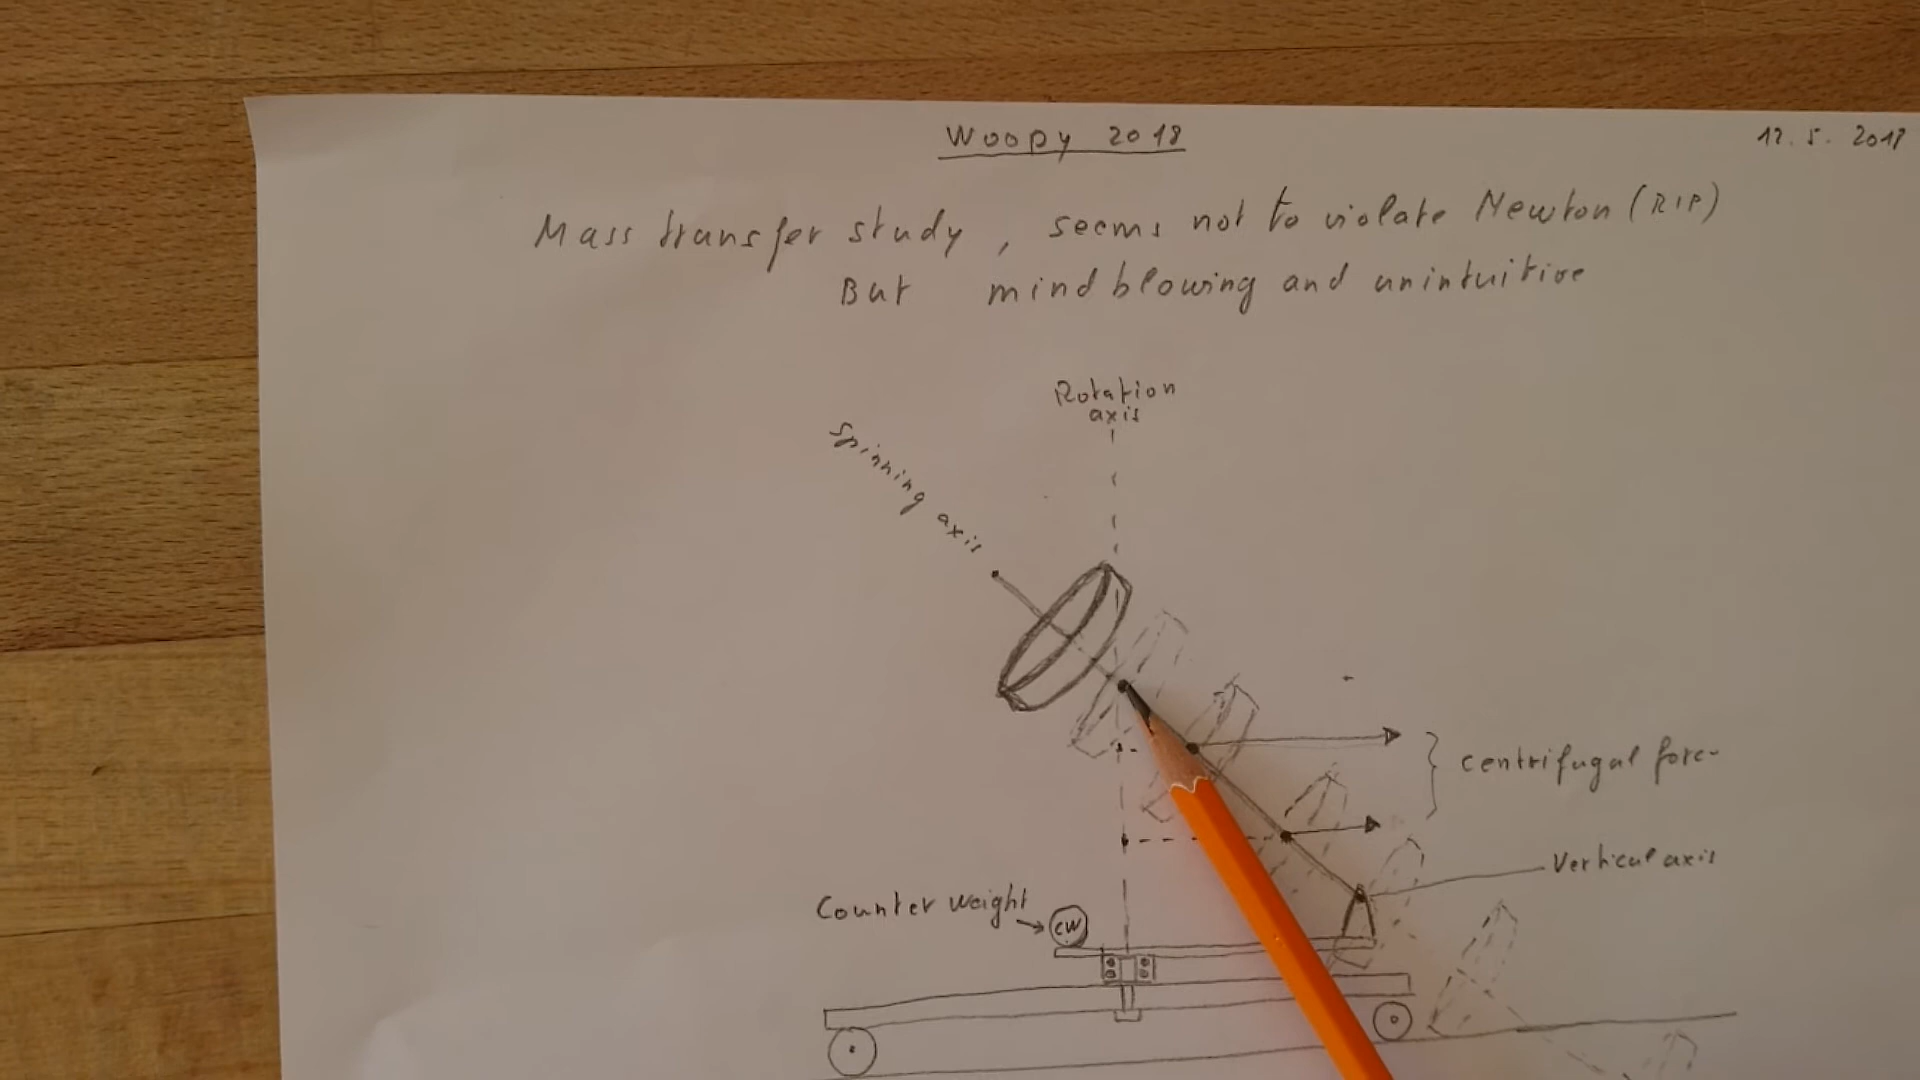 Woopy 2018
12.5.2018
Mass transfer study, seems not to violate Newton (RIP)
But mind blowing and unintuitive
Rotation
axis
Spinning axis
centrifugal force
Vertical axis
Counter weight
CW